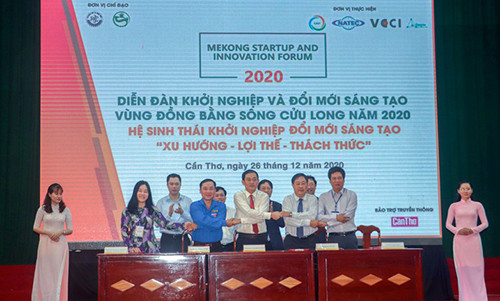 ĐƠN VỊ CHỈ ĐẠO
ĐƠN VỊ THỰC HIỆN
NATEC
VCCI
MEKONG STARTUP AND
INNOVATION FORUM
2020
DIỄN ĐÀN KHỞI NGHIỆP VÀ ĐỔI MỚI SÁNG TẠO
VÙNG ĐỒNG BẰNG SÔNG CỬU LONG NĂM 2020
HỆ SINH THÁI KHỞI NGHIỆP ĐỔI MỚI SÁNG TẠO
"XU HƯỚNG - LỢI THẾ - THÁCH THỨC"
Cần Thơ, ngày 26 tháng 12 năm 2020
BẢO TRỢ TRUYỀN THÔNG
CầnThơ